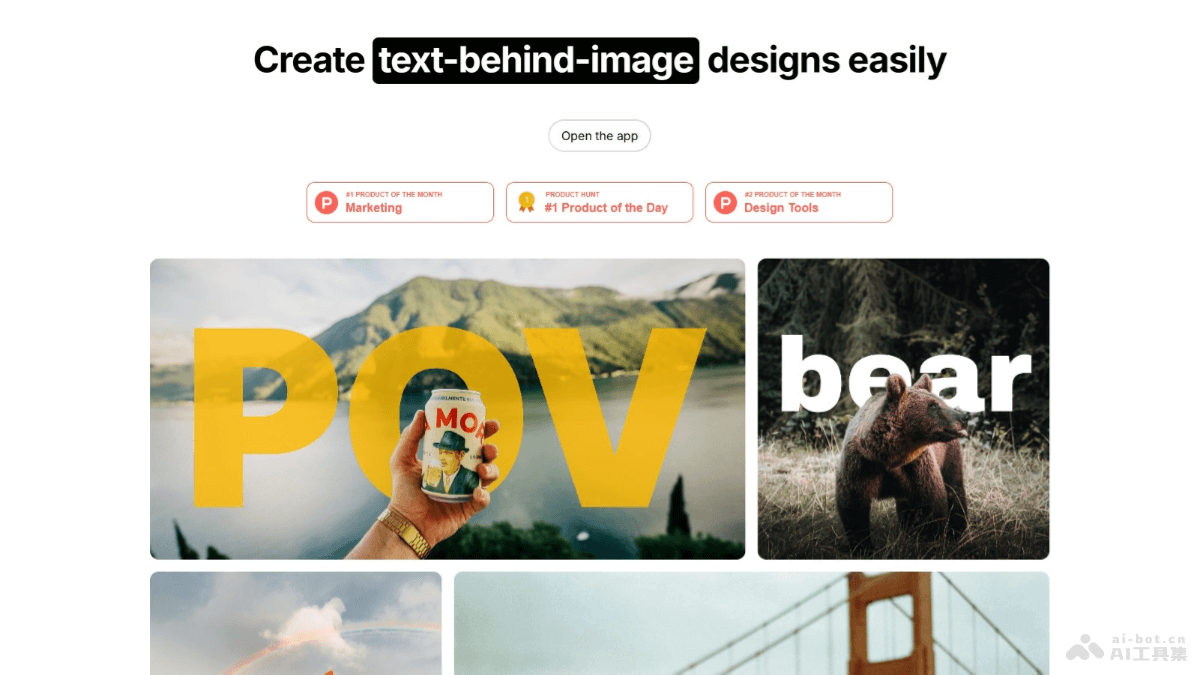 Create text-behind-image designs easily
Open the app
P #1 PRODUCT OF THE MONTH
Marketing
1 PRODUCT HUNT
#1 Product of the Day
P #2 PRODUCT OF THE MONTH
Design Tools
POV
MO
bear
ai-bot.cn
AI工具集